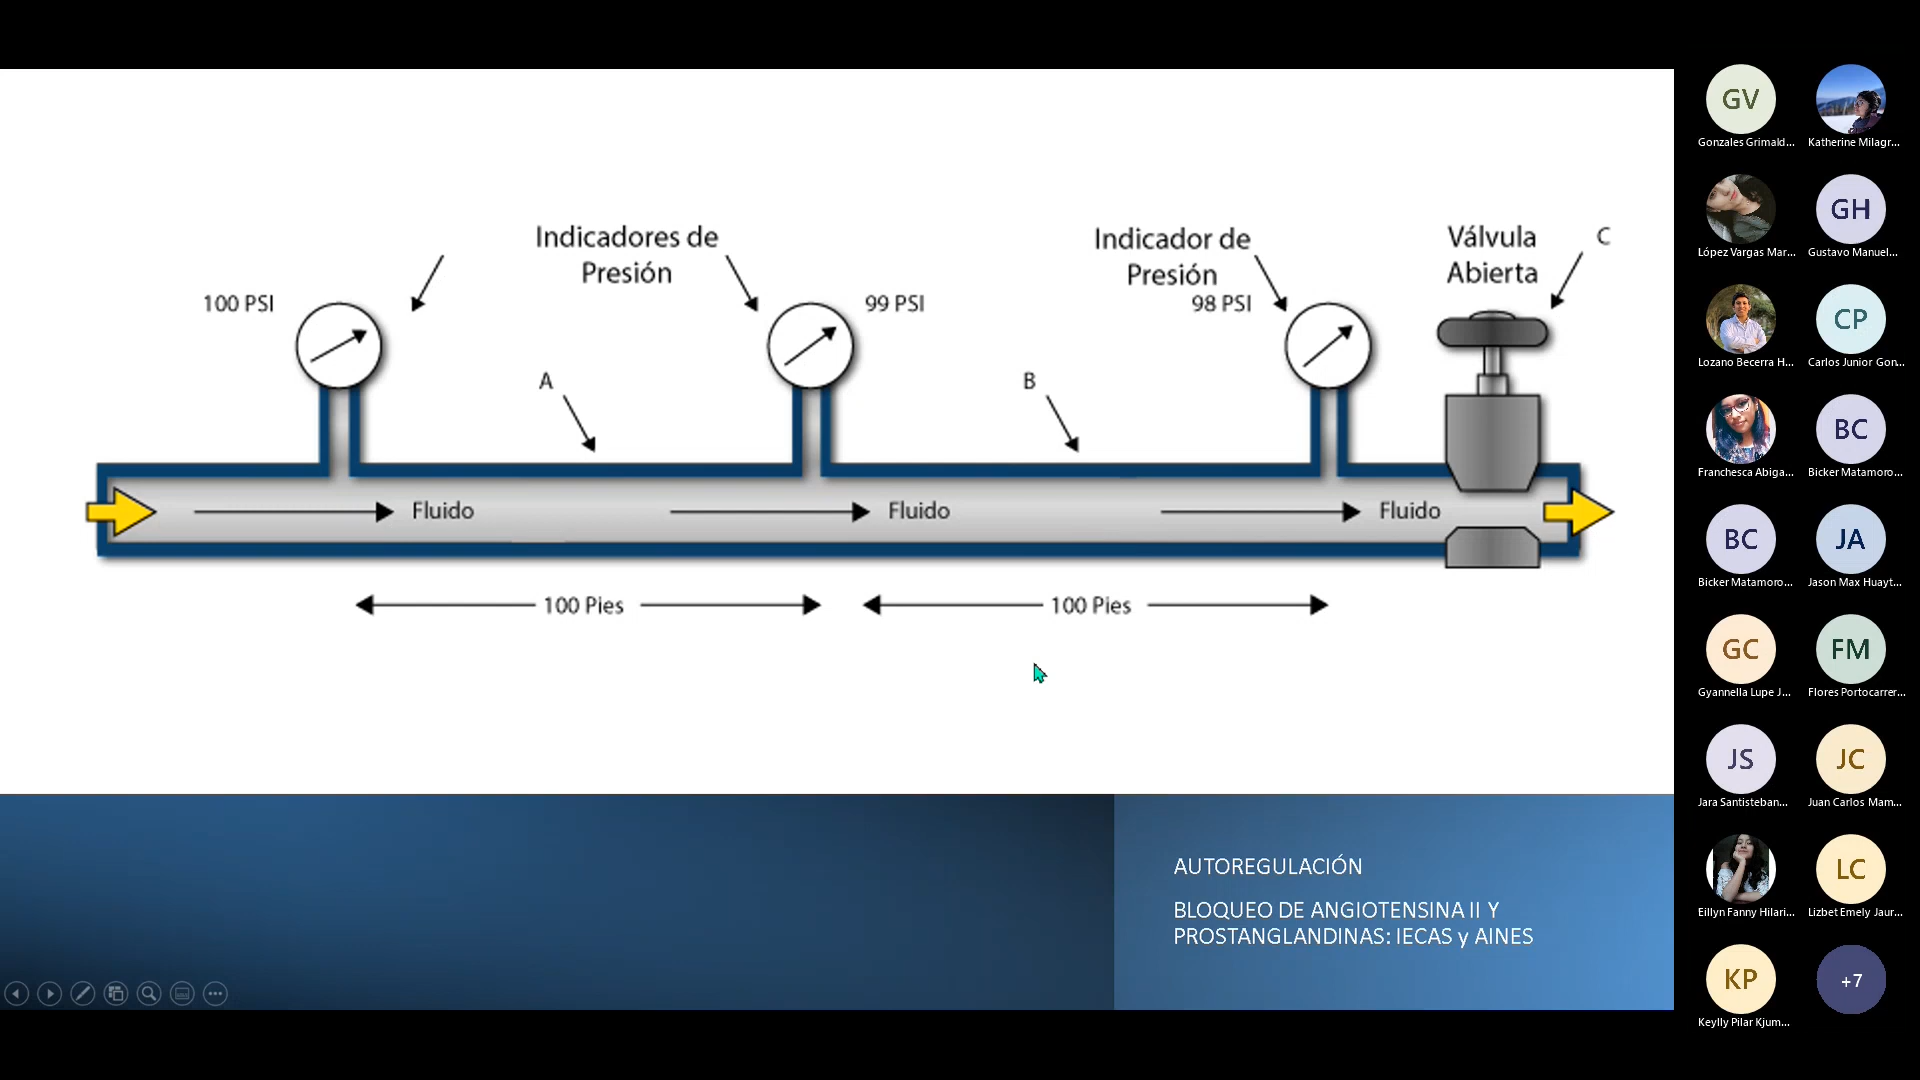 Indicadores de
Presión
Indicador de
Presión
Válvula
Abierta
C
100 PSI
99 PSI
98 PSI
A
B
Fluido
Fluido
Fluido
100 Pies
100 Pies
AUTOREGULACIÓN
BLOQUEO DE ANGIOTENSINA II Y
PROSTANGLANDINAS: IECAS y AINES
GV
Gonzales Grimald...
Katherine Milagr...
López Vargas Mar...
GH
Gustavo Manuel...
Lozano Becerra H...
CP
Carlos Junior Gon...
Franchesca Abiga...
BC
Bicker Matamoro...
BC
Bicker Matamoro...
JA
Jason Max Huayt...
GC
Gyannella Lupe J...
FM
Flores Portocarrer...
JS
Jara Santisteban...
JC
Juan Carlos Mam...
Eillyn Fanny Hilari...
LC
Lizbet Emely Jaur...
KP
Keylly Pilar Kjum...
+7